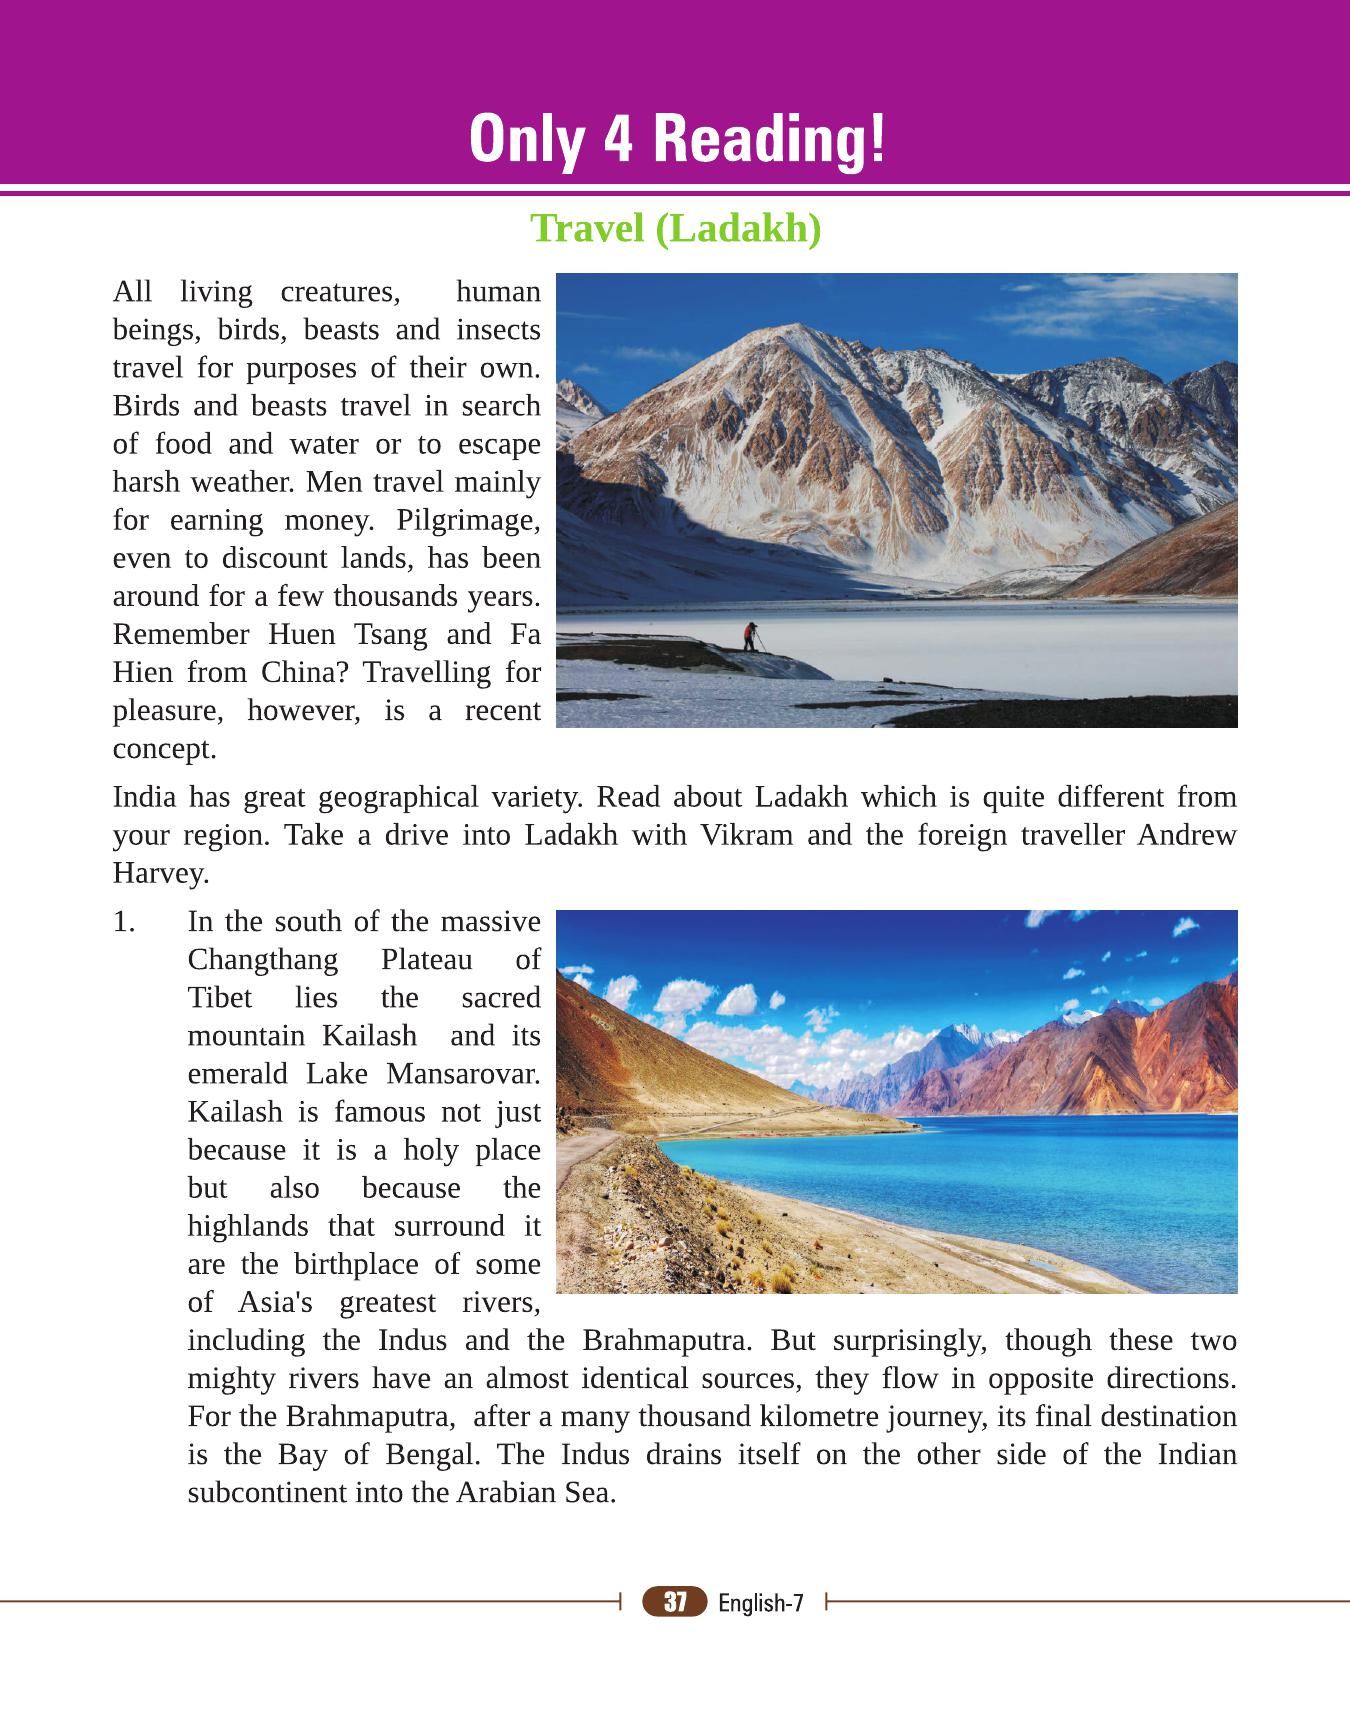 Only 4 Reading!
Travel (Ladakh)
All living creatures, human
beings, birds, beasts and insects
travel for purposes of their own.
Birds and beasts travel in search
of food and water or to escape
harsh weather. Men travel mainly
for earning money. Pilgrimage,
even to discount lands, has been
around for a few thousands years.
Remember Huen Tsang and Fa
Hien from China? Travelling for
pleasure, however, is a recent
concept.
India has great geographical variety. Read about Ladakh which is quite different from
your region. Take a drive into Ladakh with Vikram and the foreign traveller Andrew
Harvey.
1. In the south of the massive
Changthang Plateau of
Tibet lies the sacred
mountain Kailash and its
emerald Lake Mansarovar.
Kailash is famous not just
because it is a holy place
but also because the
highlands that surround it
are the birthplace of some
of Asia's greatest rivers,
including the Indus and the Brahmaputra. But surprisingly, though these two
mighty rivers have an almost identical sources, they flow in opposite directions.
For the Brahmaputra, after a many thousand kilometre journey, its final destination
is the Bay of Bengal. The Indus drains itself on the other side of the Indian
subcontinent into the Arabian Sea.
37 English-7